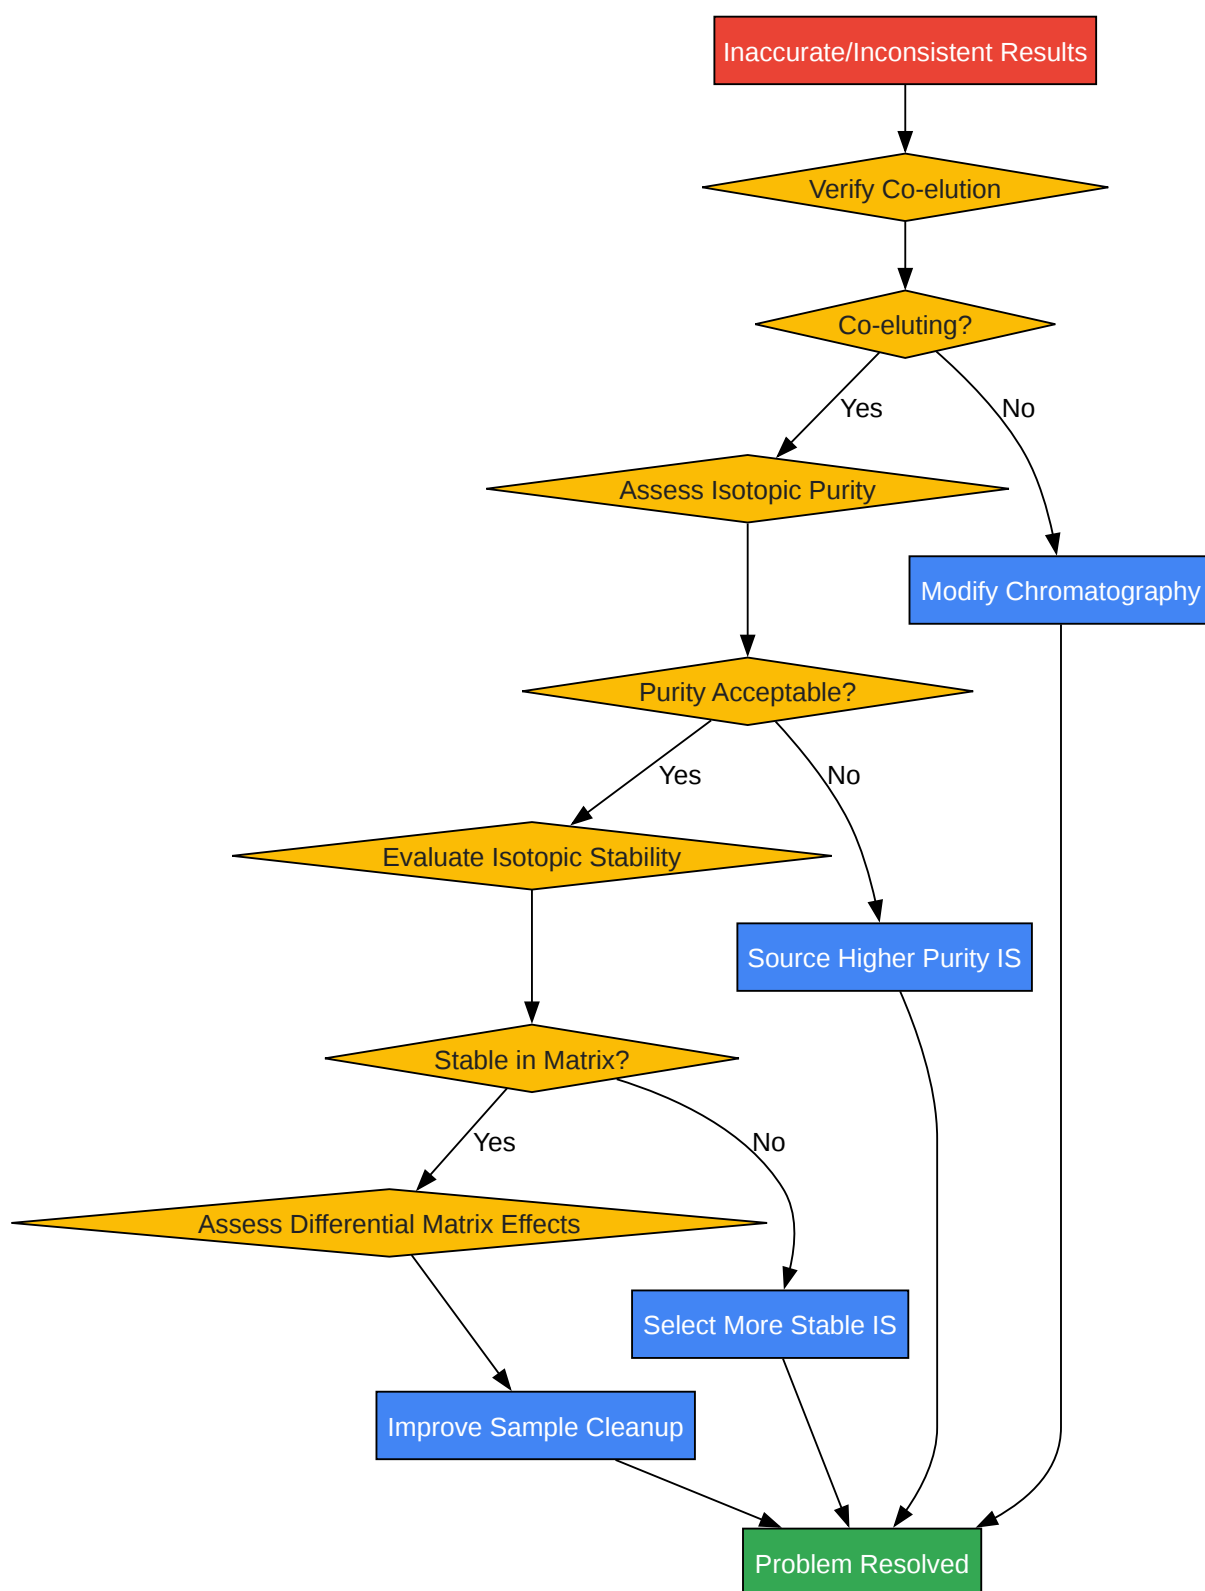 Inaccurate/Inconsistent Results
Verify Co-elution
Co-eluting?
Yes
No
Assess Isotopic Purity
Modify Chromatography
Purity Acceptable?
Yes
No
Evaluate Isotopic Stability
Source Higher Purity IS
Stable in Matrix?
Yes
No
Assess Differential Matrix Effects
Select More Stable IS
Improve Sample Cleanup
Problem Resolved